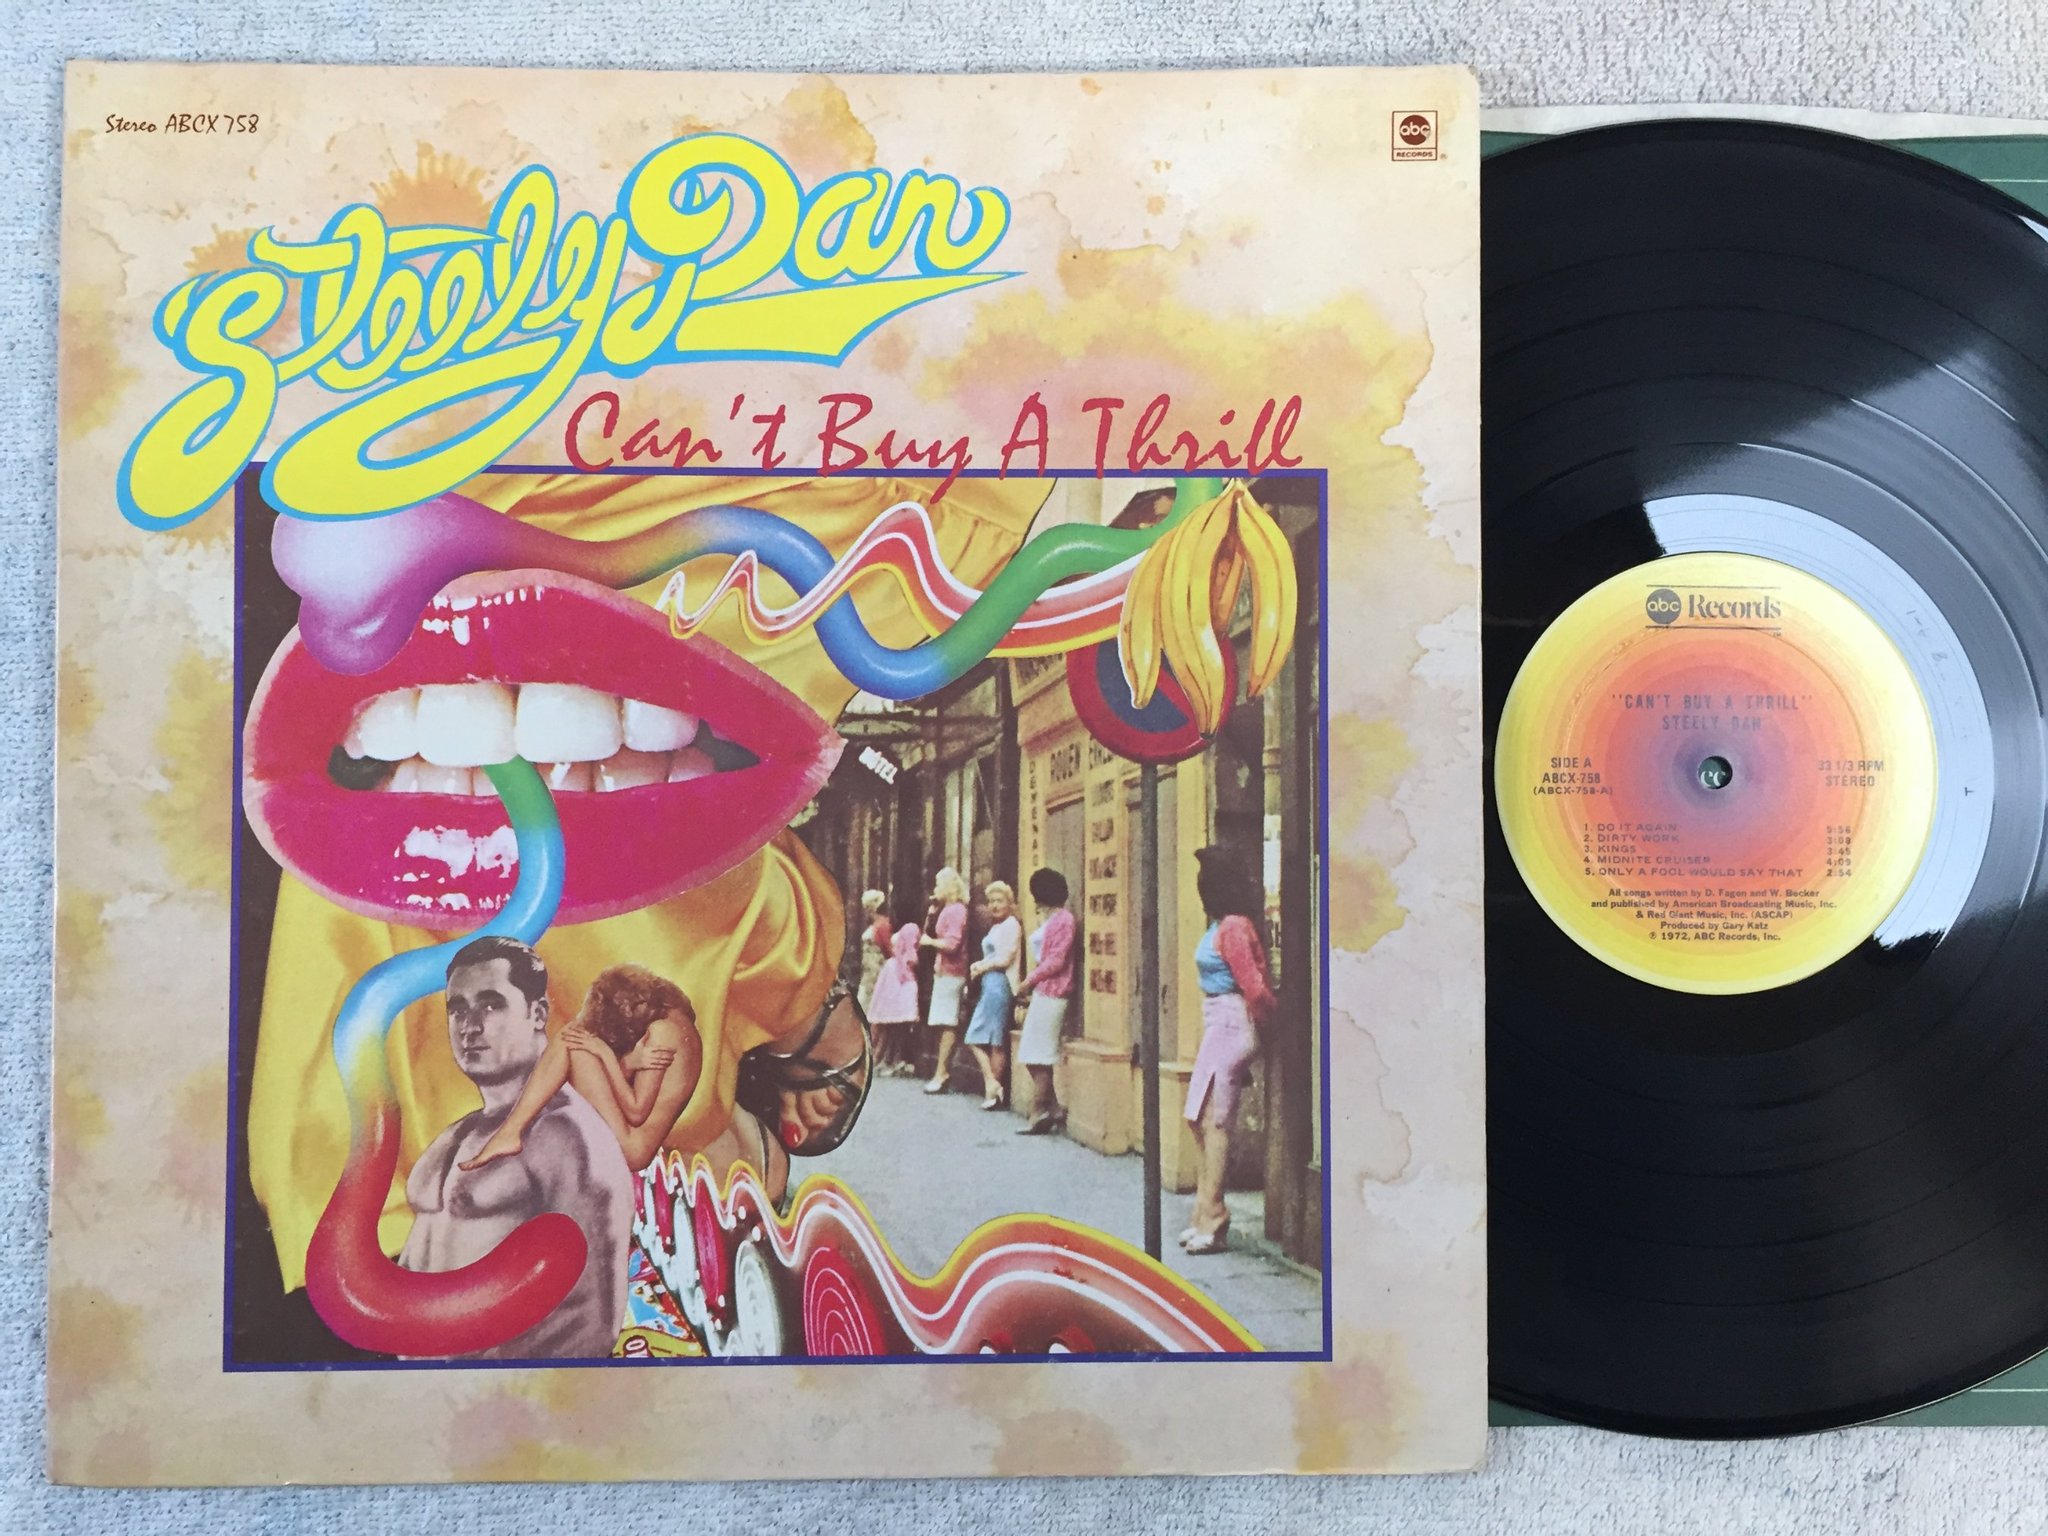 Stereo ABCX 758
abc
RECORDS
Steely Dan
Can't Buy A Thrill
HOTEL
ROUEN
abc Records
"CAN'T BUY A THRILL"
STEELY DAN
SIDE A
ABCX-758
(ABCX-758-A)
33 1/3 RPM
STEREO
1. DO IT AGAIN 5:56
2. DIRTY WORK 3:08
3. KINGS 3:45
4. MIDNITE CRUISER 4:09
5. ONLY A FOOL WOULD SAY THAT 2:54
All songs written by D. Fagen and W. Becker
and published by American Broadcasting Music, Inc.
& Red Giant Music, Inc. (ASCAP)
Produced by Gary Katz
℗ 1972, ABC Records, Inc.